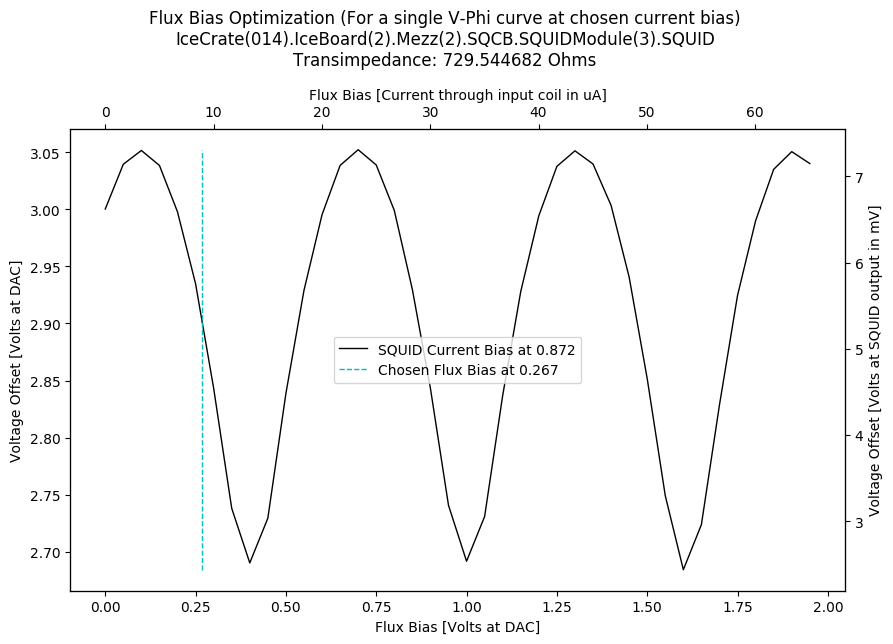 Flux Bias Optimization (For a single V-Phi curve at chosen current bias)
IceCrate(014).IceBoard(2).Mezz(2).SQCB.SQUIDModule(3).SQUID
Transimpedance: 729.544682 Ohms
Flux Bias [Current through input coil in uA]
0 10 20 30 40 50 60
Voltage Offset [Volts at DAC]
3.05
3.00
2.95
2.90
2.85
2.80
2.75
2.70
SQUID Current Bias at 0.872
Chosen Flux Bias at 0.267
7
6
5
4
3
Voltage Offset [Volts at SQUID output in mV]
0.00 0.25 0.50 0.75 1.00 1.25 1.50 1.75 2.00
Flux Bias [Volts at DAC]